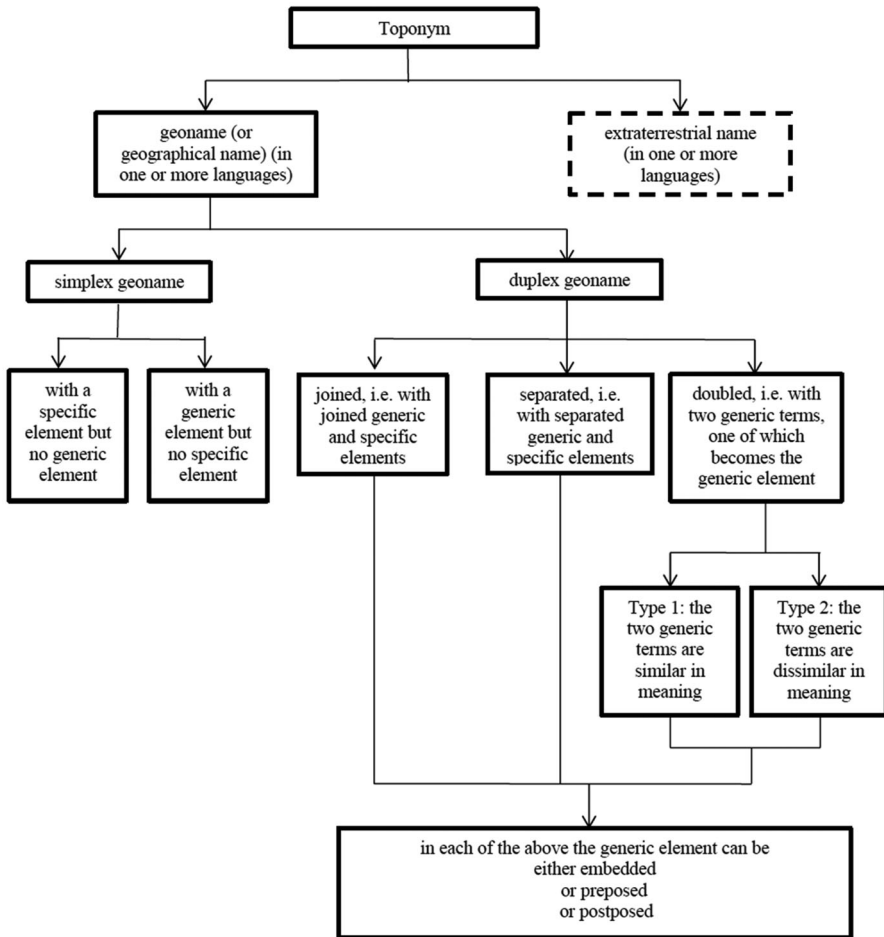 Toponym
geoname (or
geographical name) (in
one or more languages)
extraterrestrial name
(in one or more
languages)
simplex geoname
duplex geoname
with a
specific
element but
no generic
element
with a
generic
element but
no specific
element
joined, i.e. with
joined generic
and specific
elements
separated, i.e.
with separated
generic and
specific elements
doubled, i.e. with
two generic terms,
one of which
becomes the
generic element
Type 1: the
two generic
terms are
similar in
meaning
Type 2: the
two generic
terms are
dissimilar in
meaning
in each of the above the generic element can be
either embedded
or preposed
or postposed